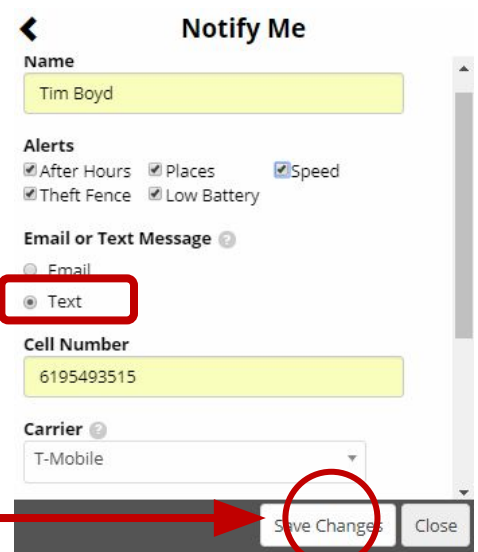 Notify Me
Name
Tim Boyd
Alerts
After Hours Places Speed
Theft Fence Low Battery
Email or Text Message
Email
Text
Cell Number
6195493515
Carrier
T-Mobile
Save Changes Close